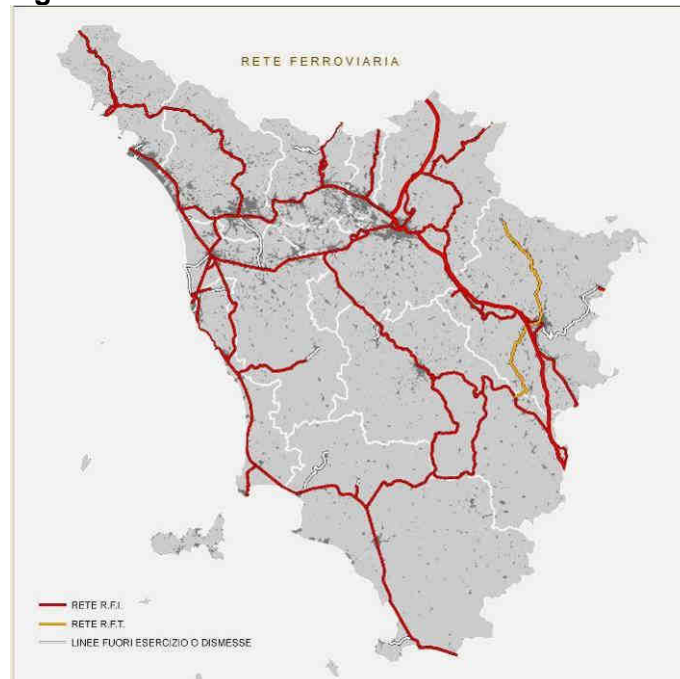 RETE FERROVIARIA
RETE R.F.I.
RETE R.F.T.
LINEE FUORI ESERCIZIO O DISMESSE